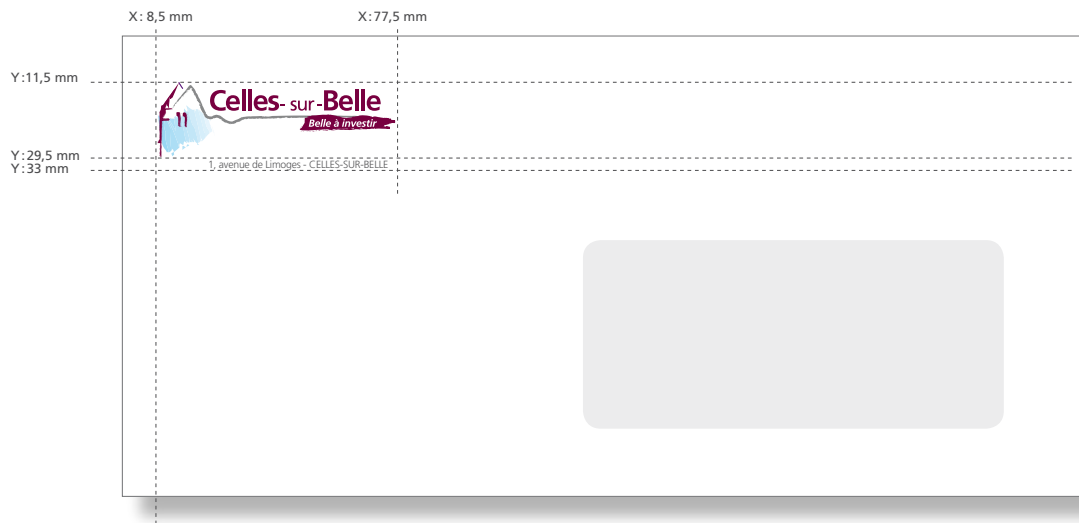 X: 8,5 mm X: 77,5 mm
Y:11,5 mm
Celles- sur -Belle
Belle à investir
Y: 29,5 mm
1, avenue de Limoges - CELLES-SUR-BELLE
Y: 33 mm